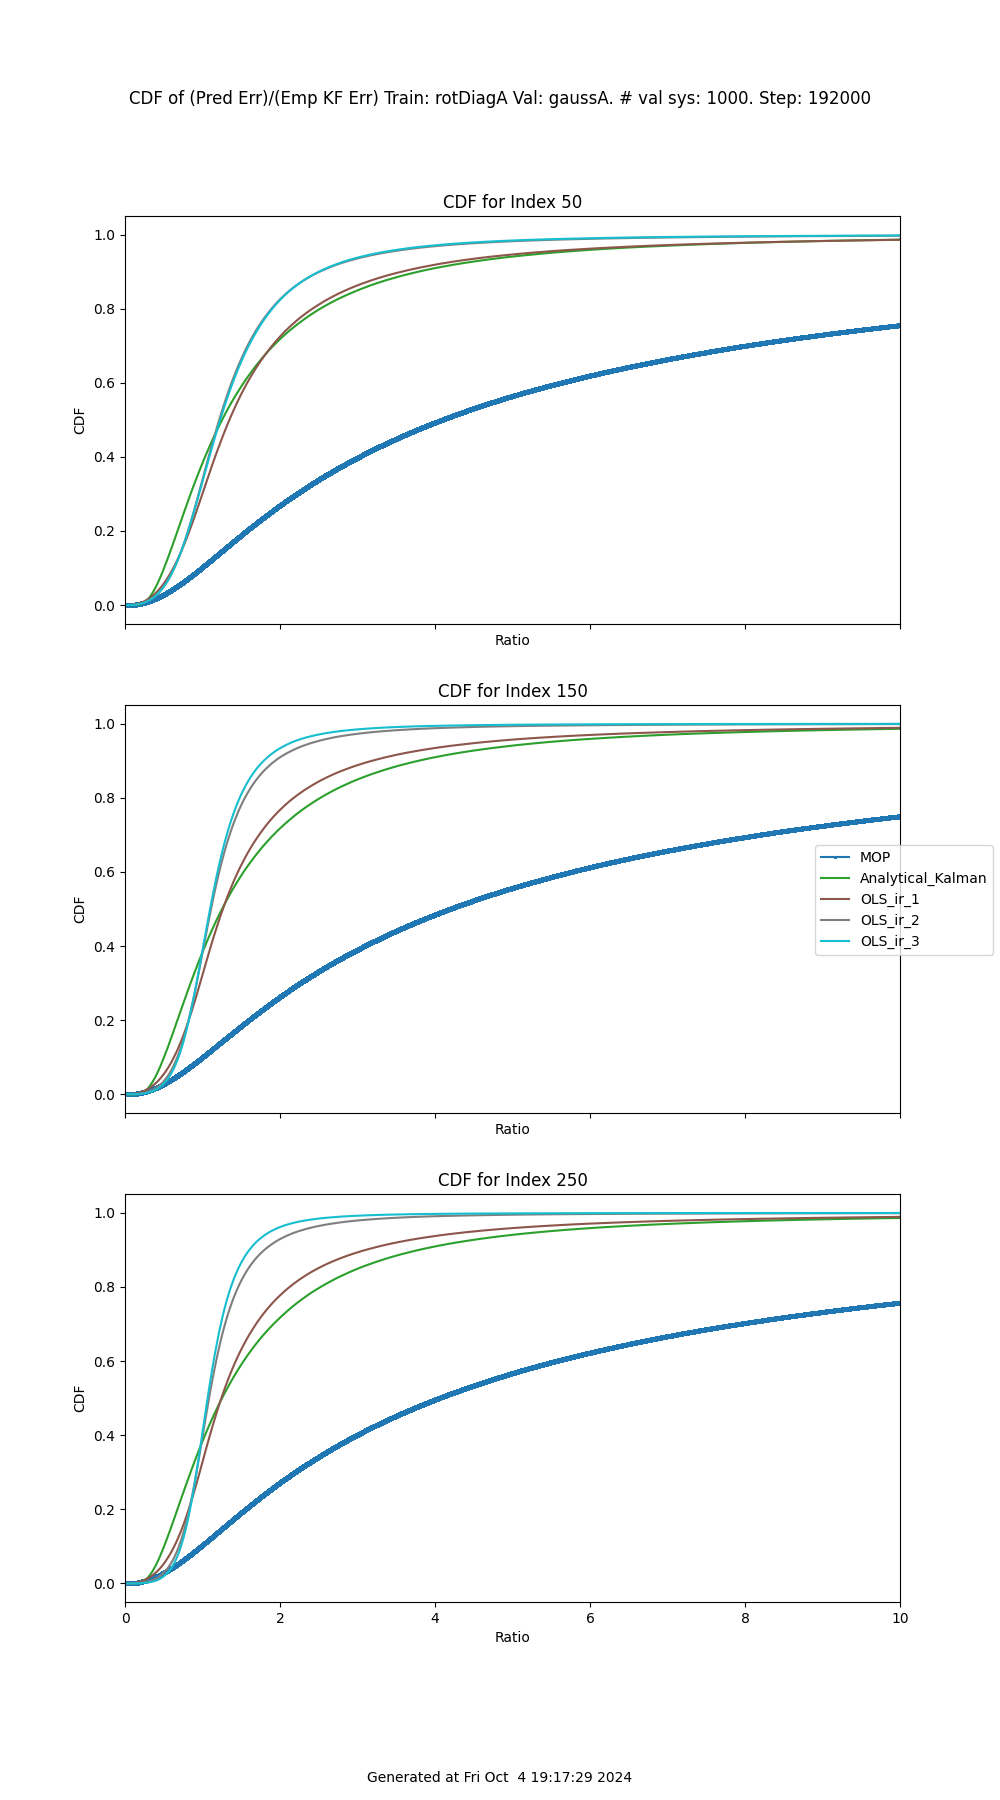 CDF of (Pred Err)/(Emp KF Err) Train: rotDiagA Val: gaussA. # val sys: 1000. Step: 192000
CDF for Index 50
1.0
0.8
0.6
0.4
0.2
0.0
CDF
Ratio
CDF for Index 150
1.0
0.8
0.6
0.4
0.2
0.0
CDF
Ratio
MOP
Analytical_Kalman
OLS_ir_1
OLS_ir_2
OLS_ir_3
CDF for Index 250
1.0
0.8
0.6
0.4
0.2
0.0
CDF
0 2 4 6 8 10
Ratio
Generated at Fri Oct  4 19:17:29 2024